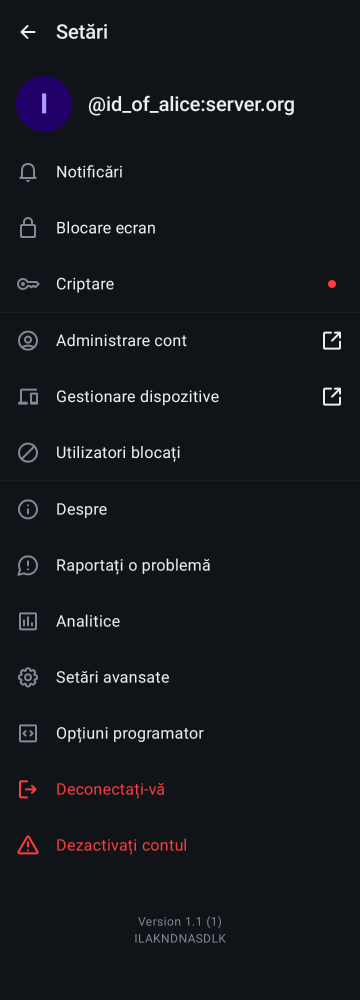 Setări
I
@id_of_alice:server.org
Notificări
Blocare ecran
Criptare
Administrare cont
Gestionare dispozitive
Utilizatori blocați
Despre
Raportați o problemă
Analitice
Setări avansate
Opțiuni programator
Deconectați-vă
Dezactivați contul
Version 1.1 (1)
ILAKNDNASDLK